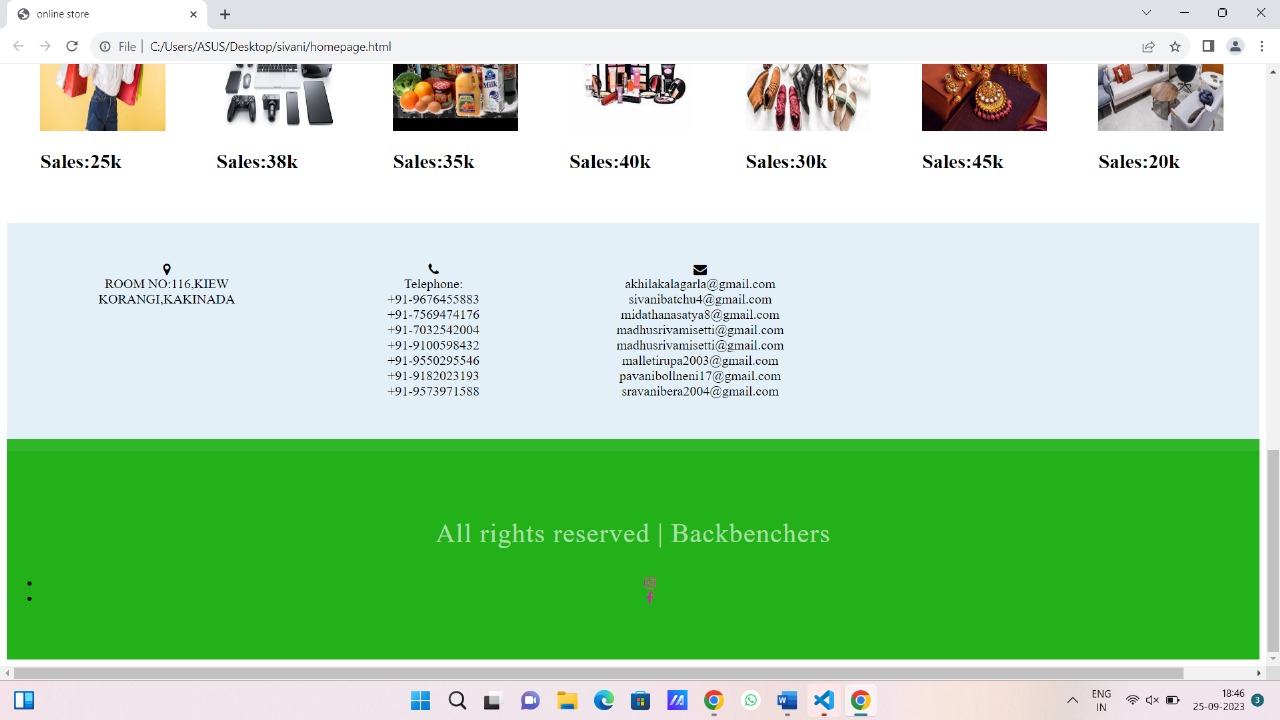 online store
File | C:/Users/ASUS/Desktop/sivani/homepage.html
Milk
Sales:25k Sales:38k Sales:35k Sales:40k Sales:30k Sales:45k Sales:20k
ROOM NO:116,KIEW
KORANGI,KAKINADA
Telephone:
+91-9676455883
+91-7569474176
+91-7032542004
+91-9100598432
+91-9550295546
+91-9182023193
+91-9573971588
akhilakalagarla@gmail.com
sivanibatchu4@gmail.com
midathanasatya8@gmail.com
madhusrivamisetti@gmail.com
madhusrivamisetti@gmail.com
malletirupa2003@gmail.com
pavanibollneni17@gmail.com
sravanibera2004@gmail.com
All rights reserved | Backbenchers
ENG
IN
18:46
25-09-2023
3